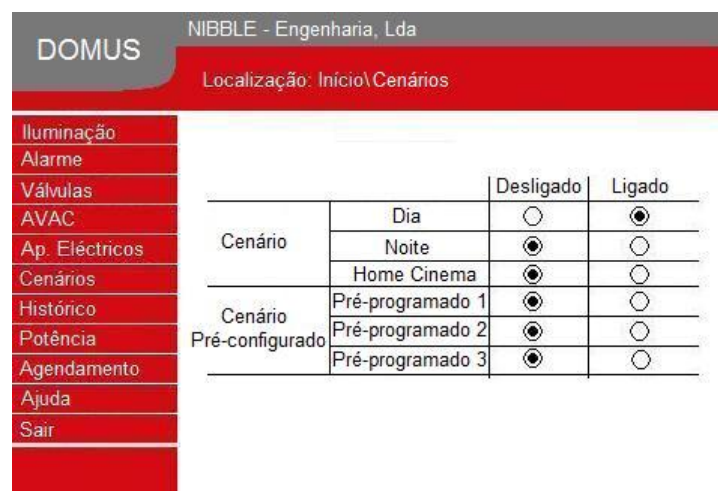 DOMUS
NIBBLE - Engenharia, Lda
Localização: Início\Cenários
Iluminação
Alarme
Válvulas
AVAC
Ap. Eléctricos
Cenários
Histórico
Potência
Agendamento
Ajuda
Sair
Desligado Ligado
Cenário
Dia
Noite
Home Cinema
Cenário
Pré-configurado
Pré-programado 1
Pré-programado 2
Pré-programado 3